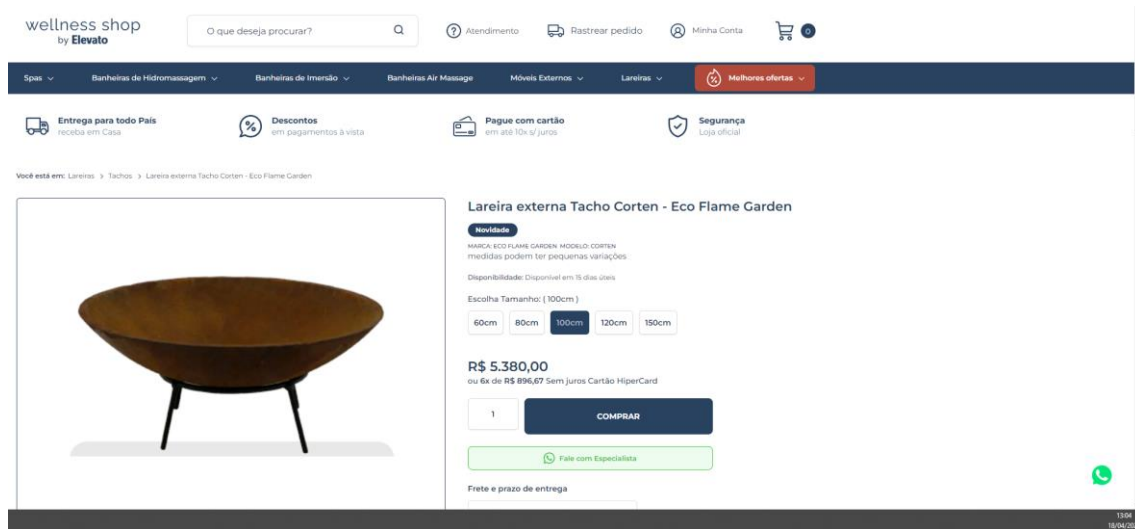 wellness shop
by Elevato
O que deseja procurar?
Atendimento
Rastrear pedido
Minha Conta
0
Spas
Banheiras de Hidromassagem
Banheiras de Imersão
Banheiras Air Massage
Móveis Externos
Lareiras
Melhores ofertas
Entrega para todo País
receba em Casa
Descontos
em pagamentos à vista
Pague com cartão
em até 10x s/ juros
Segurança
Loja oficial
Você está em: Lareiras > Tachos > Lareira externa Tacho Corten - Eco Flame Garden
Lareira externa Tacho Corten - Eco Flame Garden
Novidade
MARCA: ECO FLAME GARDEN MODELO: CORTEN
medidas podem ter pequenas variações
Disponibilidade: Disponível em 15 dias úteis
Escolha Tamanho: ( 100cm )
60cm
80cm
100cm
120cm
150cm
R$ 5.380,00
ou 6x de R$ 896,67 Sem juros Cartão HiperCard
1
COMPRAR
Fale com Especialista
Frete e prazo de entrega
13:04
18/04/20